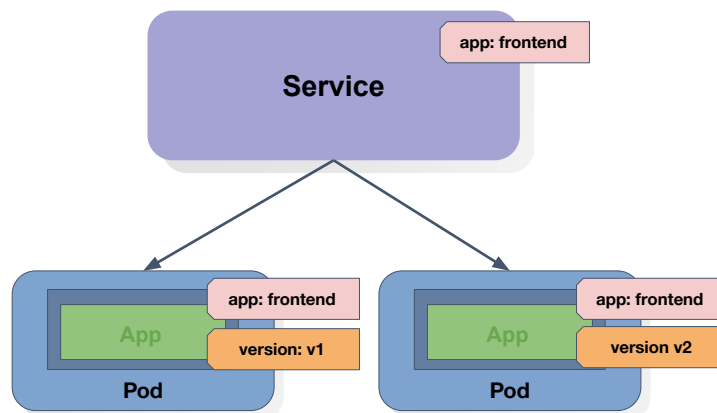 app: frontend
Service
app: frontend
App
version: v1
Pod
app: frontend
App
version v2
Pod